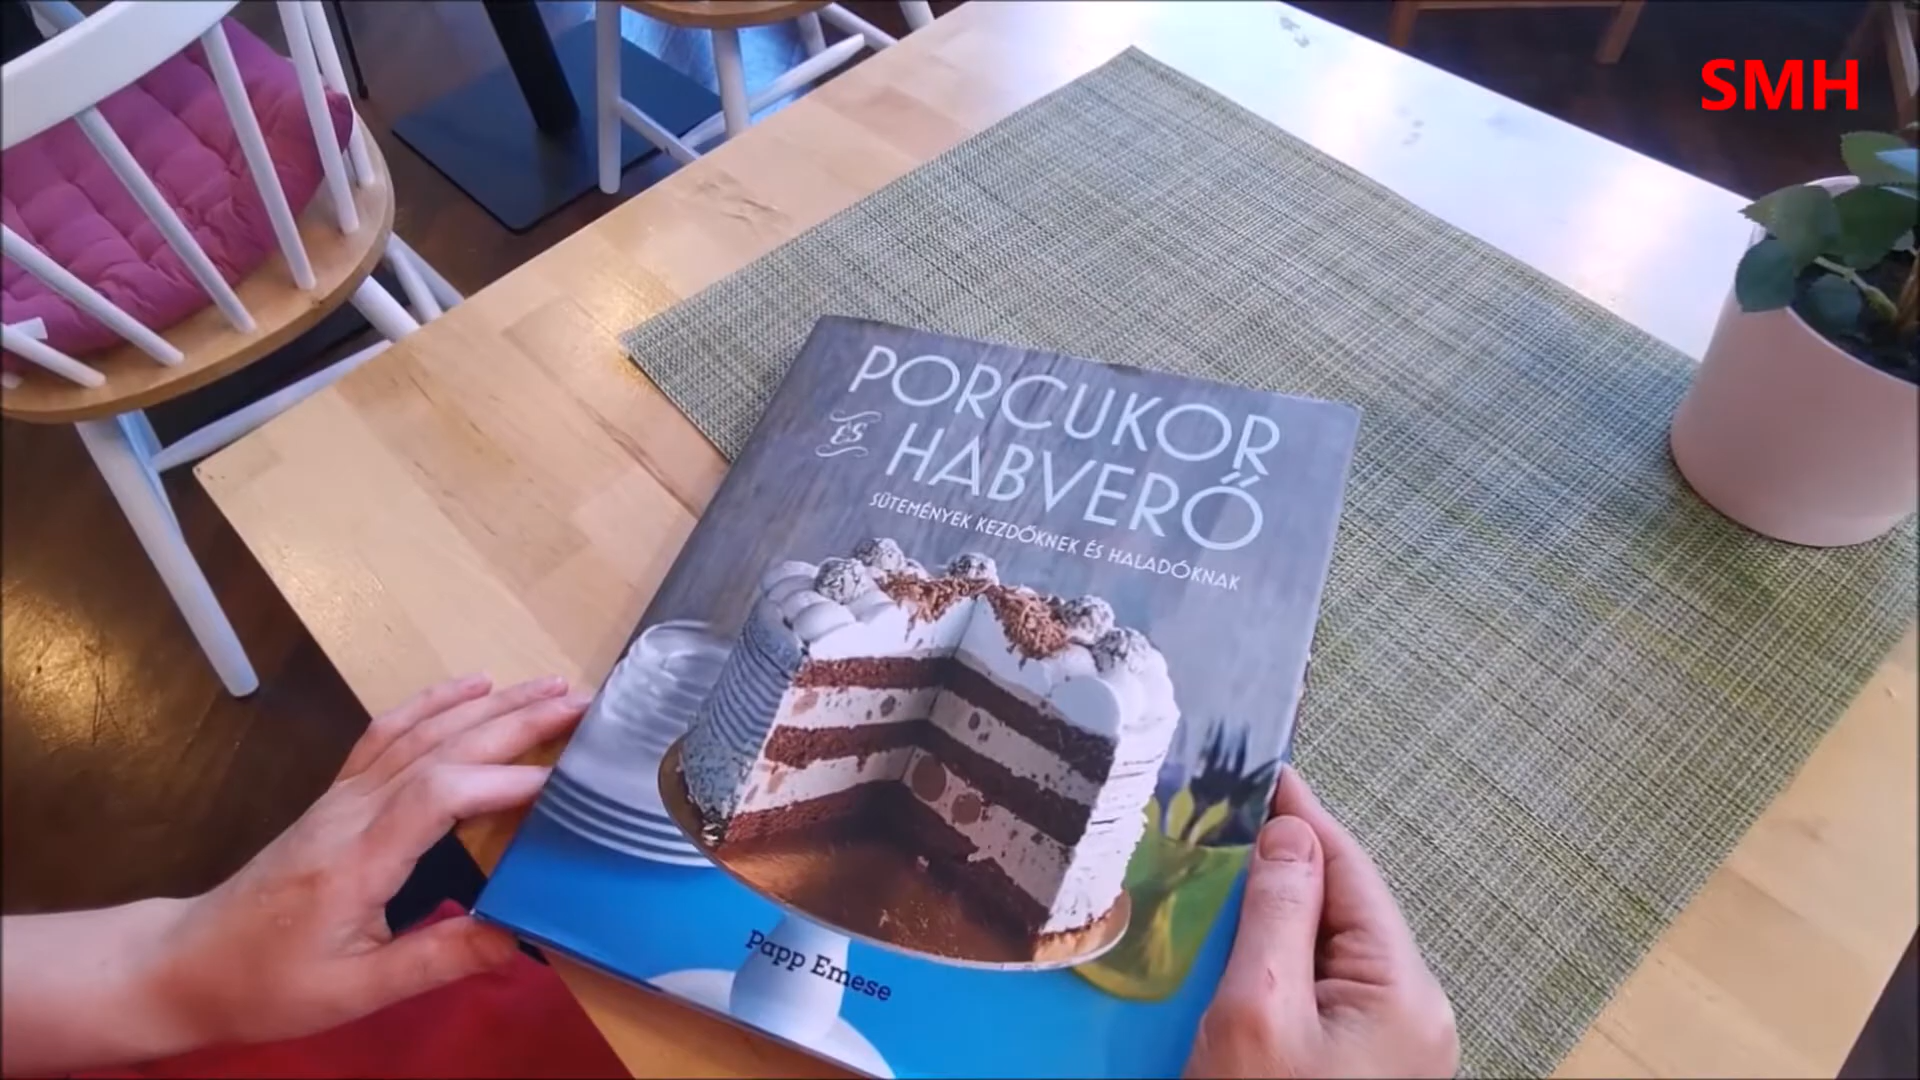 SMH
PORCUKOR
ÉS
HABVERŐ
SÜTEMÉNYEK KEZDŐKNEK ÉS HALADÓKNAK
Papp Emese